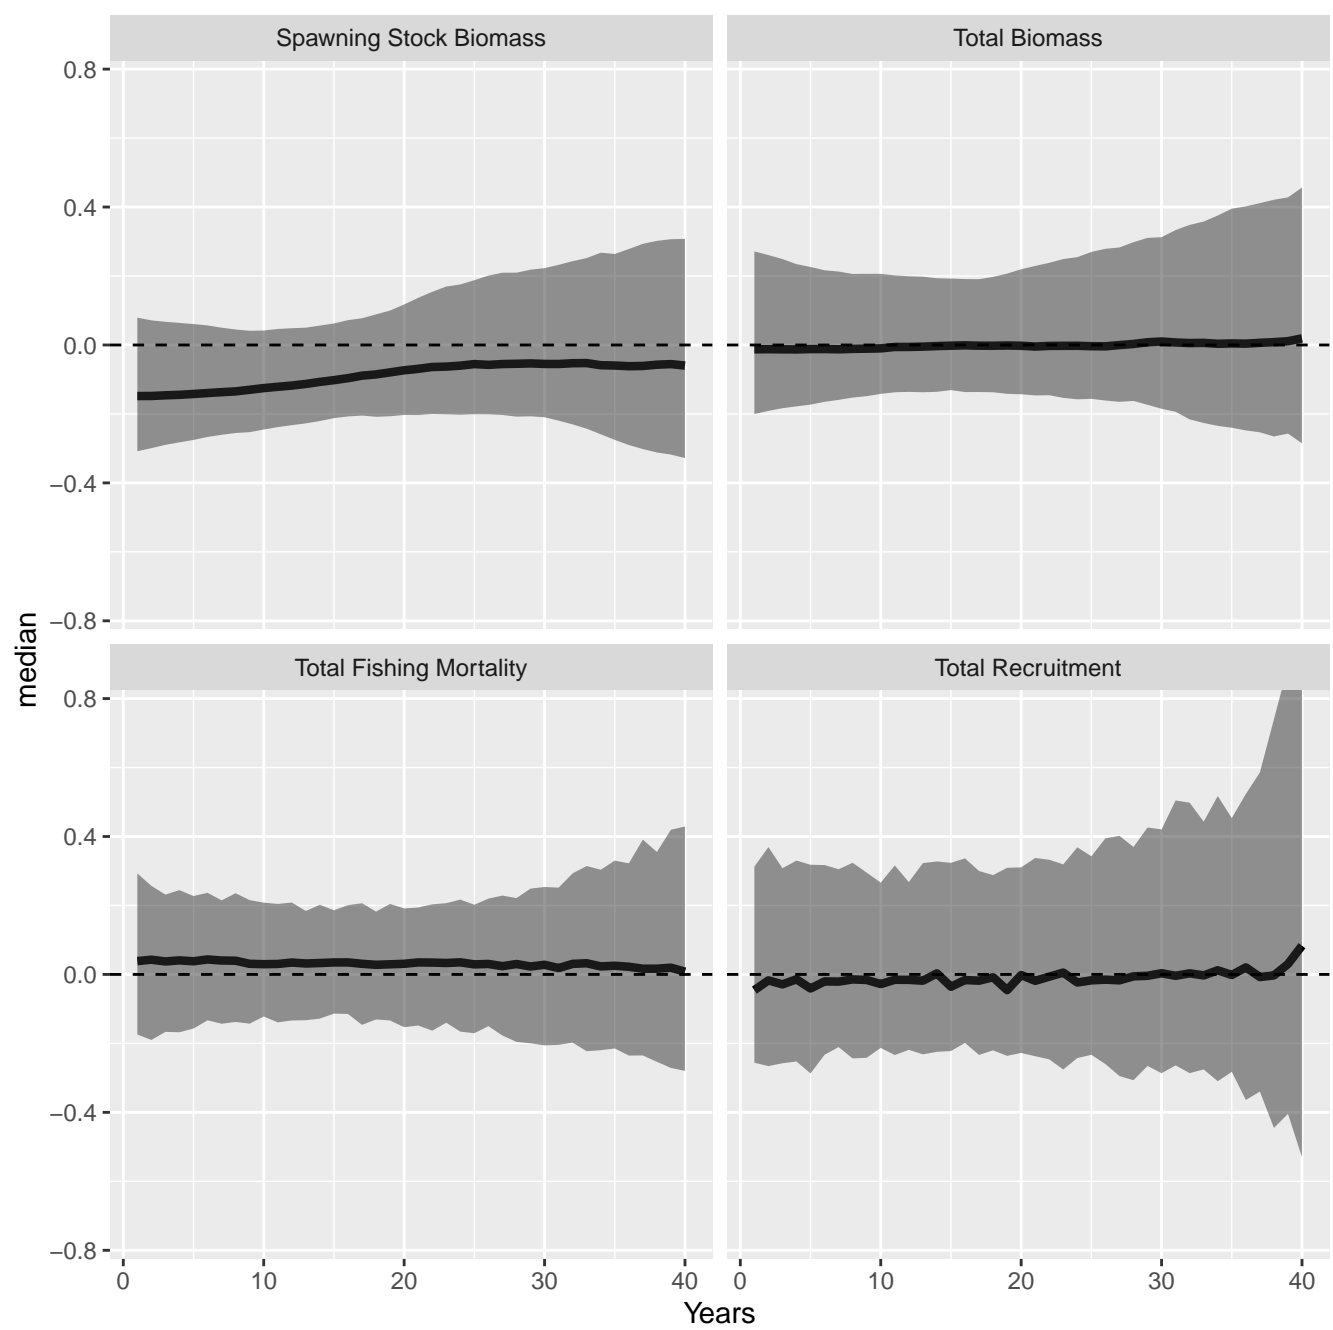 Spawning Stock Biomass
Total Biomass
0.8
0.4
0.0
−0.4
−0.8
median
Total Fishing Mortality
Total Recruitment
0.8
0.4
0.0
−0.4
−0.8
0 10 20 30 40
0 10 20 30 40
Years